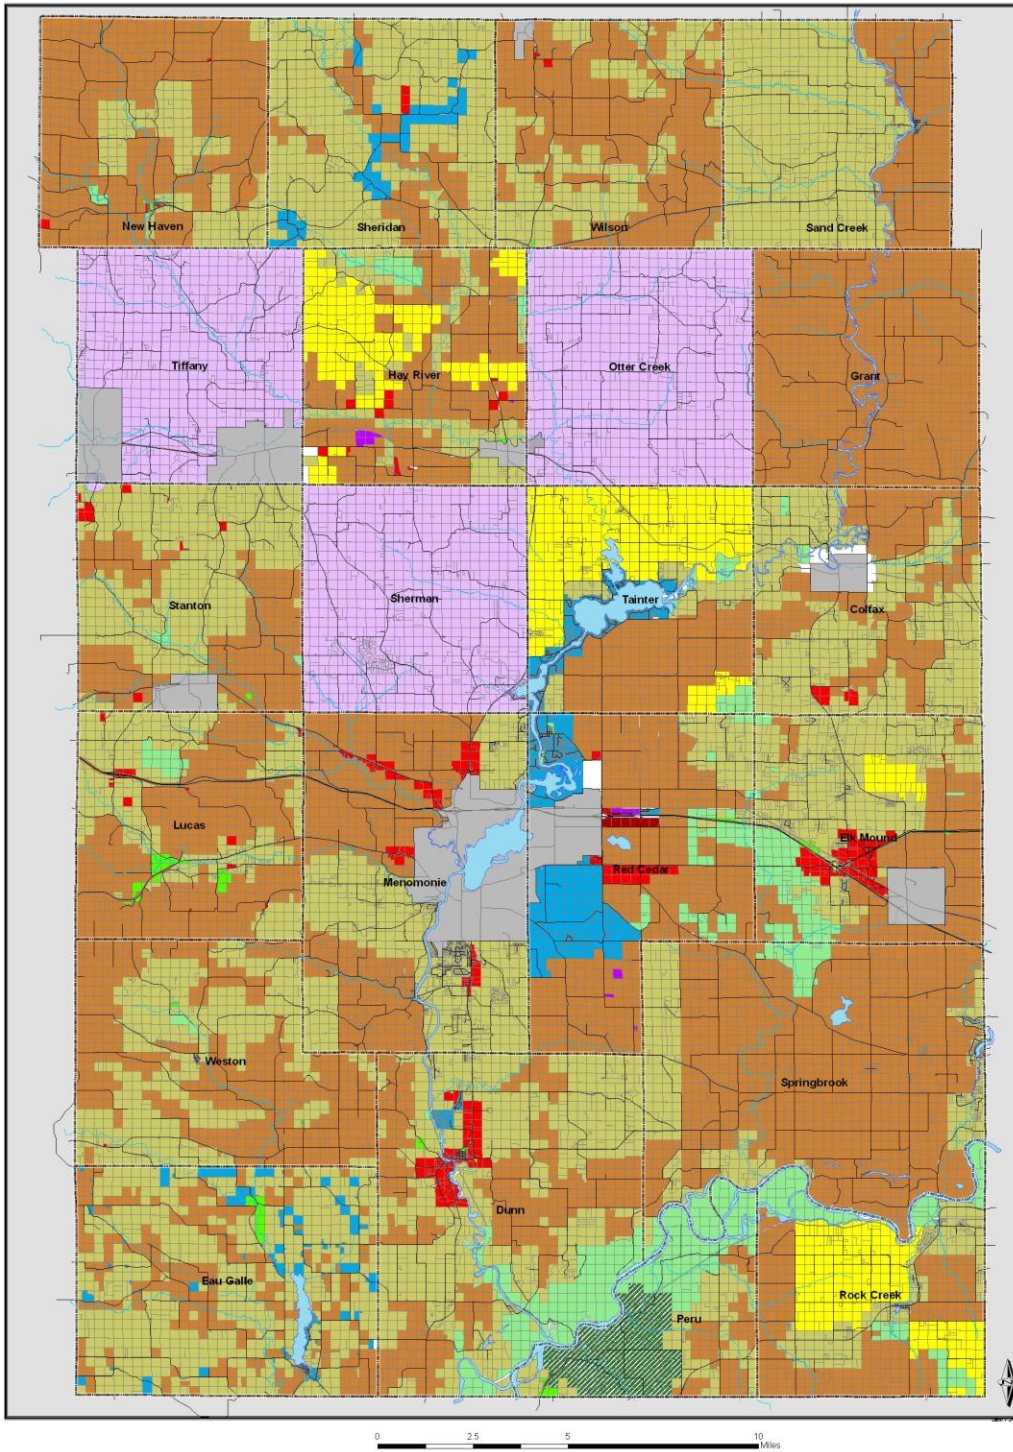 New Haven
Sheridan
Wilson
Sand Creek
Tiffany
Hay River
Otter Creek
Grant
Stanton
Sherman
Tainter
Colfax
Lucas
Menomonie
Red Cedar
Elk Mound
Weston
Springbrook
Dunn
Eau Galle
Peru
Rock Creek
0 2.5 5 10
Miles